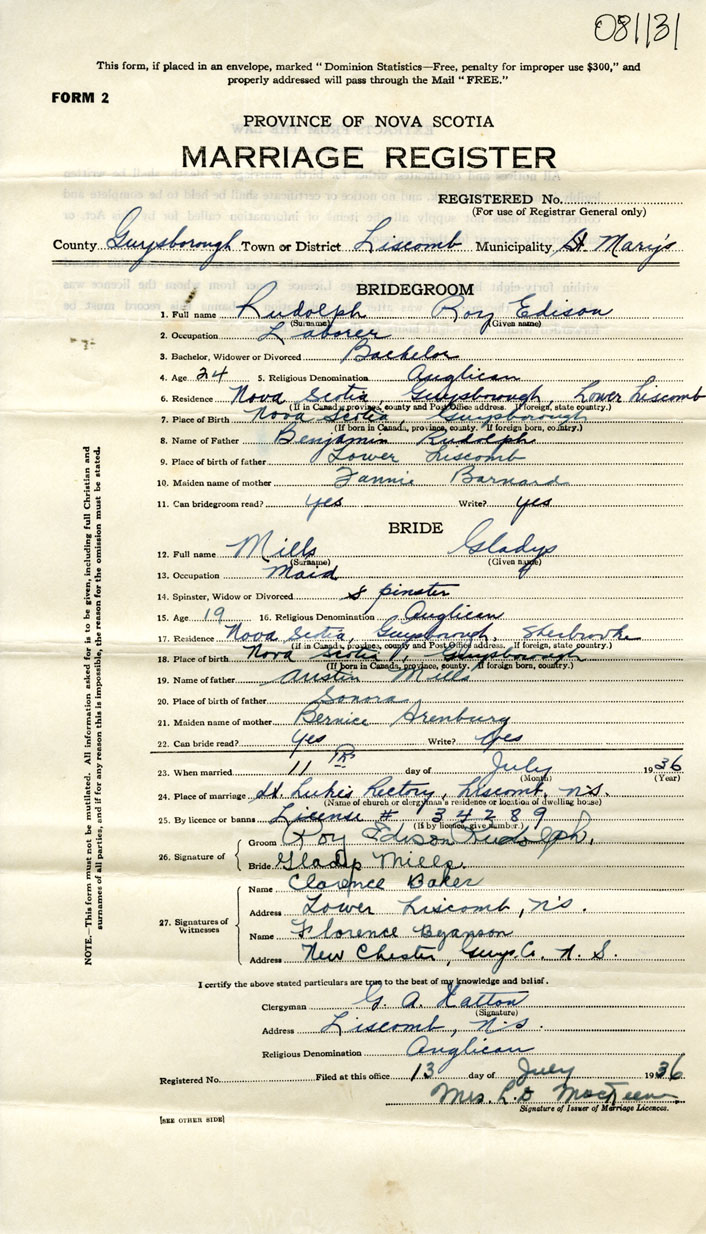 081131
This form, if placed in an envelope, marked " Dominion Statistics—Free, penalty for improper use $300," and
properly addressed will pass through the Mail " FREE."
FORM 2
PROVINCE OF NOVA SCOTIA
MARRIAGE REGISTER
REGISTERED No.
(For use of Registrar General only)
County Guysborough Town or District Liscomb Municipality St. Mary's
BRIDEGROOM
1. Full name Rudolph Roy Edison
(Surname) (Given name)
2. Occupation Laborer
3. Bachelor, Widower or Divorced Bachelor
4. Age 24 5. Religious Denomination Anglican
6. Residence Nova Scotia, Guysborough, Lower Liscomb
(If in Canada, province, county and Post Office address. If foreign, state country.)
7. Place of Birth Nova Scotia, Guysborough
(If born in Canada, province, county. If foreign born, country.)
8. Name of Father Benjamin Rudolph
9. Place of birth of father Lower Liscomb
10. Maiden name of mother Fannie Barnard
11. Can bridegroom read? yes Write? yes
BRIDE
12. Full name Mills Gladys
(Surname) (Given name)
13. Occupation Maid
14. Spinster, Widow or Divorced Spinster
15. Age 19 16. Religious Denomination Anglican
17. Residence Nova Scotia, Guysborough, Sherbrooke
(If in Canada, province, county and Post Office address. If foreign, state country.)
18. Place of birth Nova Scotia, Guysborough
(If born in Canada, province, county. If foreign born, country.)
19. Name of father Austin Mills
20. Place of birth of father Sonora
21. Maiden name of mother Bernice Arenburg
22. Can bride read? Yes Write? Yes
23. When married 11 th day of July 1936
(Month) (Year)
24. Place of marriage St. Luke's Rectory, Liscomb, N.S.
(Name of church or clergyman's residence or location of dwelling house)
25. By licence or banns License # 34289
(If by licence, give number.)
26. Signature of Groom Roy Edison Rudolph.
Bride Gladys Mills.
27. Signatures of Witnesses
Name Clarence Baker
Address Lower Liscomb, N.S.
Name Florence
Address New Chester, Guys. Co. N. S.
I certify the above stated particulars are true to the best of my knowledge and belief.
Clergyman G. A. Hatton
(Signature)
Address Liscomb, N.S.
Religious Denomination Anglican
Registered No. Filed at this office 13 day of July 1936
Mrs. L. D. MacKeen
Signature of Issuer of Marriage Licences.
[SEE OTHER SIDE]
NOTE.—This form must not be mutilated. All information asked for is to be given, including full Christian and
surnames of all parties, and if for any reason this is impossible, the reason for the omission must be stated.